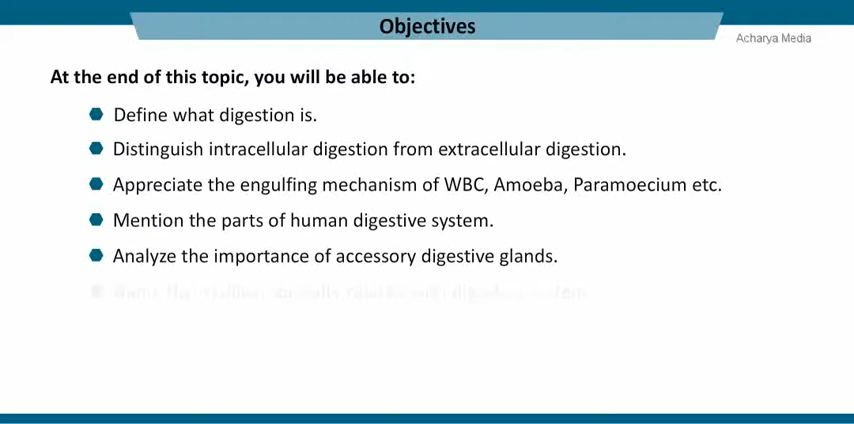 Objectives
Acharya Media
At the end of this topic, you will be able to:
Define what digestion is.
Distinguish intracellular digestion from extracellular digestion.
Appreciate the engulfing mechanism of WBC, Amoeba, Paramoecium etc.
Mention the parts of human digestive system.
Analyze the importance of accessory digestive glands.